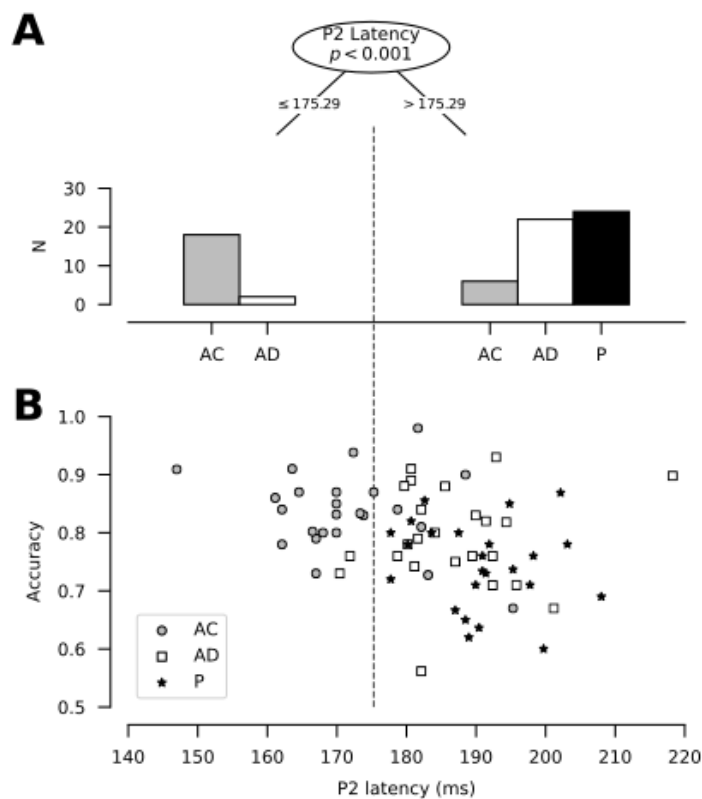 A
P2 Latency
p < 0.001
≤ 175.29
> 175.29
30
20
10
0
N
AC
AD
AC
AD
P
B
1.0
0.9
0.8
0.7
0.6
0.5
Accuracy
AC
AD
P
140
150
160
170
180
190
200
210
220
P2 latency (ms)